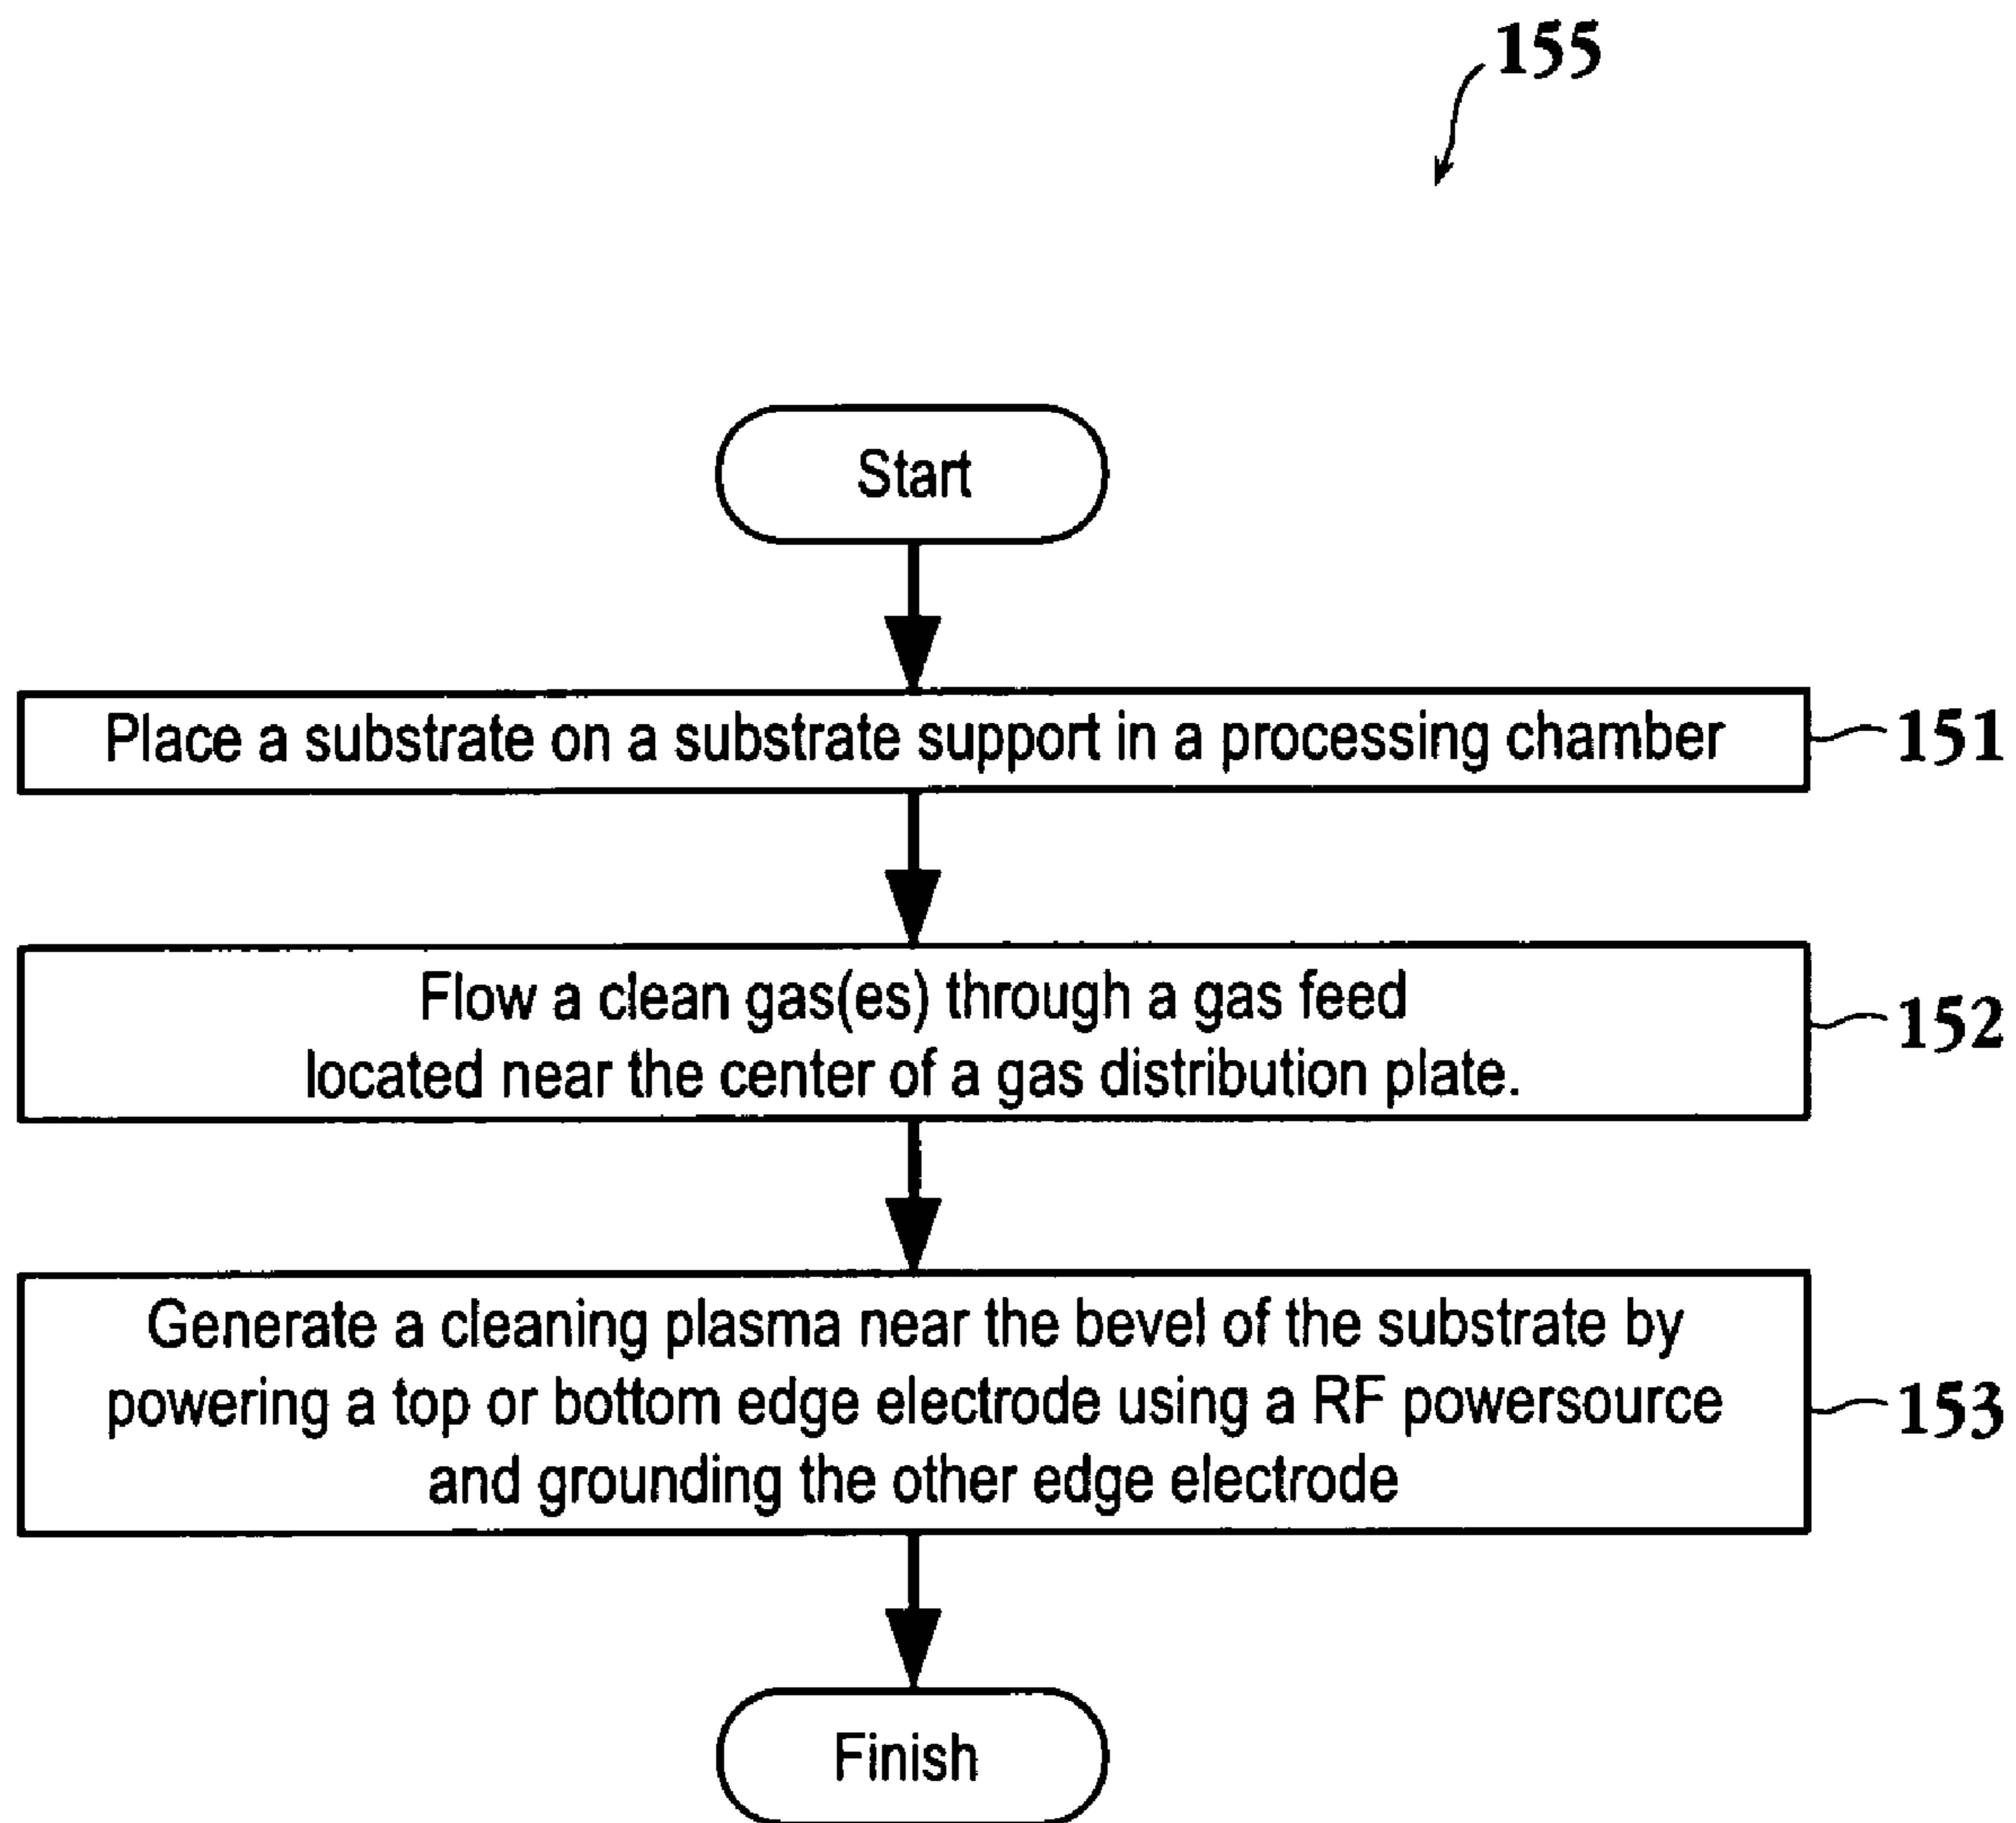 155
Start
Place a substrate on a substrate support in a processing chamber
151
Flow a clean gas(es) through a gas feed
located near the center of a gas distribution plate.
152
Generate a cleaning plasma near the bevel of the substrate by
powering a top or bottom edge electrode using a RF powersource
and grounding the other edge electrode
153
Finish